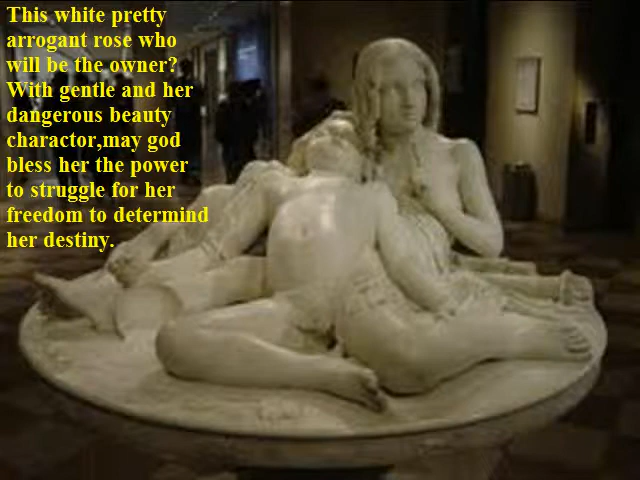 This white pretty
arrogant rose who
will be the owner?
With gentle and her
dangerous beauty
charactor,may god
bless her the power
to struggle for her
freedom to determind
her destiny.